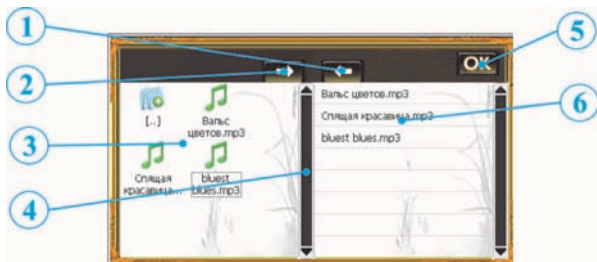 1
2
3
4
5
6
OK
[..]
Вальс
цветов.mp3
Спящая
красавица...
bluest
blues.mp3
Вальс цветов.mp3
Спящая красавица.mp3
bluest blues.mp3